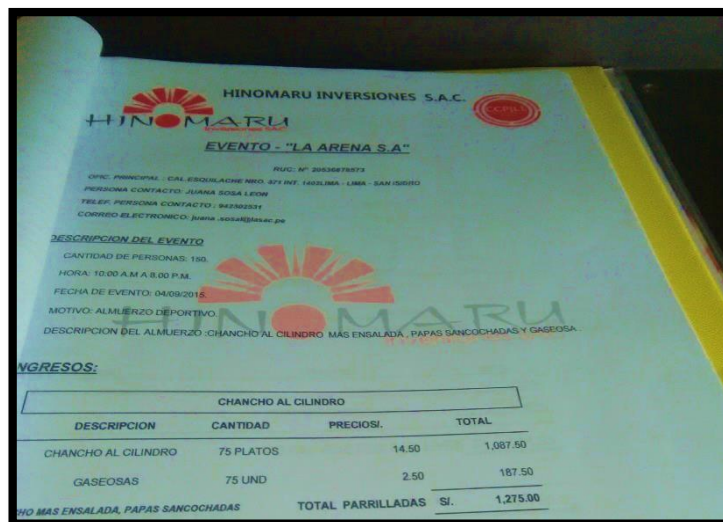 HINOMARU INVERSIONES S.A.C.
HINOMARU
EVENTO - "LA ARENA S.A"
RUC: N°
OFIC. PRINCIPAL : CAL.ESQUILACHE NRO. 371 INT. 1402LIMA - LIMA - SAN ISIDRO
PERSONA CONTACTO: JUANA SOSA LEON
TELEF. PERSONA CONTACTO : 942502531
CORREO ELECTRONICO:
DESCRIPCION DEL EVENTO
CANTIDAD DE PERSONAS: 150.
HORA: 10:00 A.M A 8.00 P.M.
FECHA DE EVENTO: 04/09/2015.
MOTIVO: ALMUERZO DEPORTIVO.
HINOMARU
DESCRIPCION DEL ALMUERZO :CHANCHO AL CILINDRO MAS ENSALADA , PAPAS SANCOCHADAS Y GASEOSA .
NGRESOS:
CHANCHO AL CILINDRO
DESCRIPCION CANTIDAD PRECIOS/. TOTAL
CHANCHO AL CILINDRO 75 PLATOS 14.50 1,087.50
GASEOSAS 75 UND 2.50 187.50
HO MAS ENSALADA, PAPAS SANCOCHADAS TOTAL PARRILLADAS S/. 1,275.00